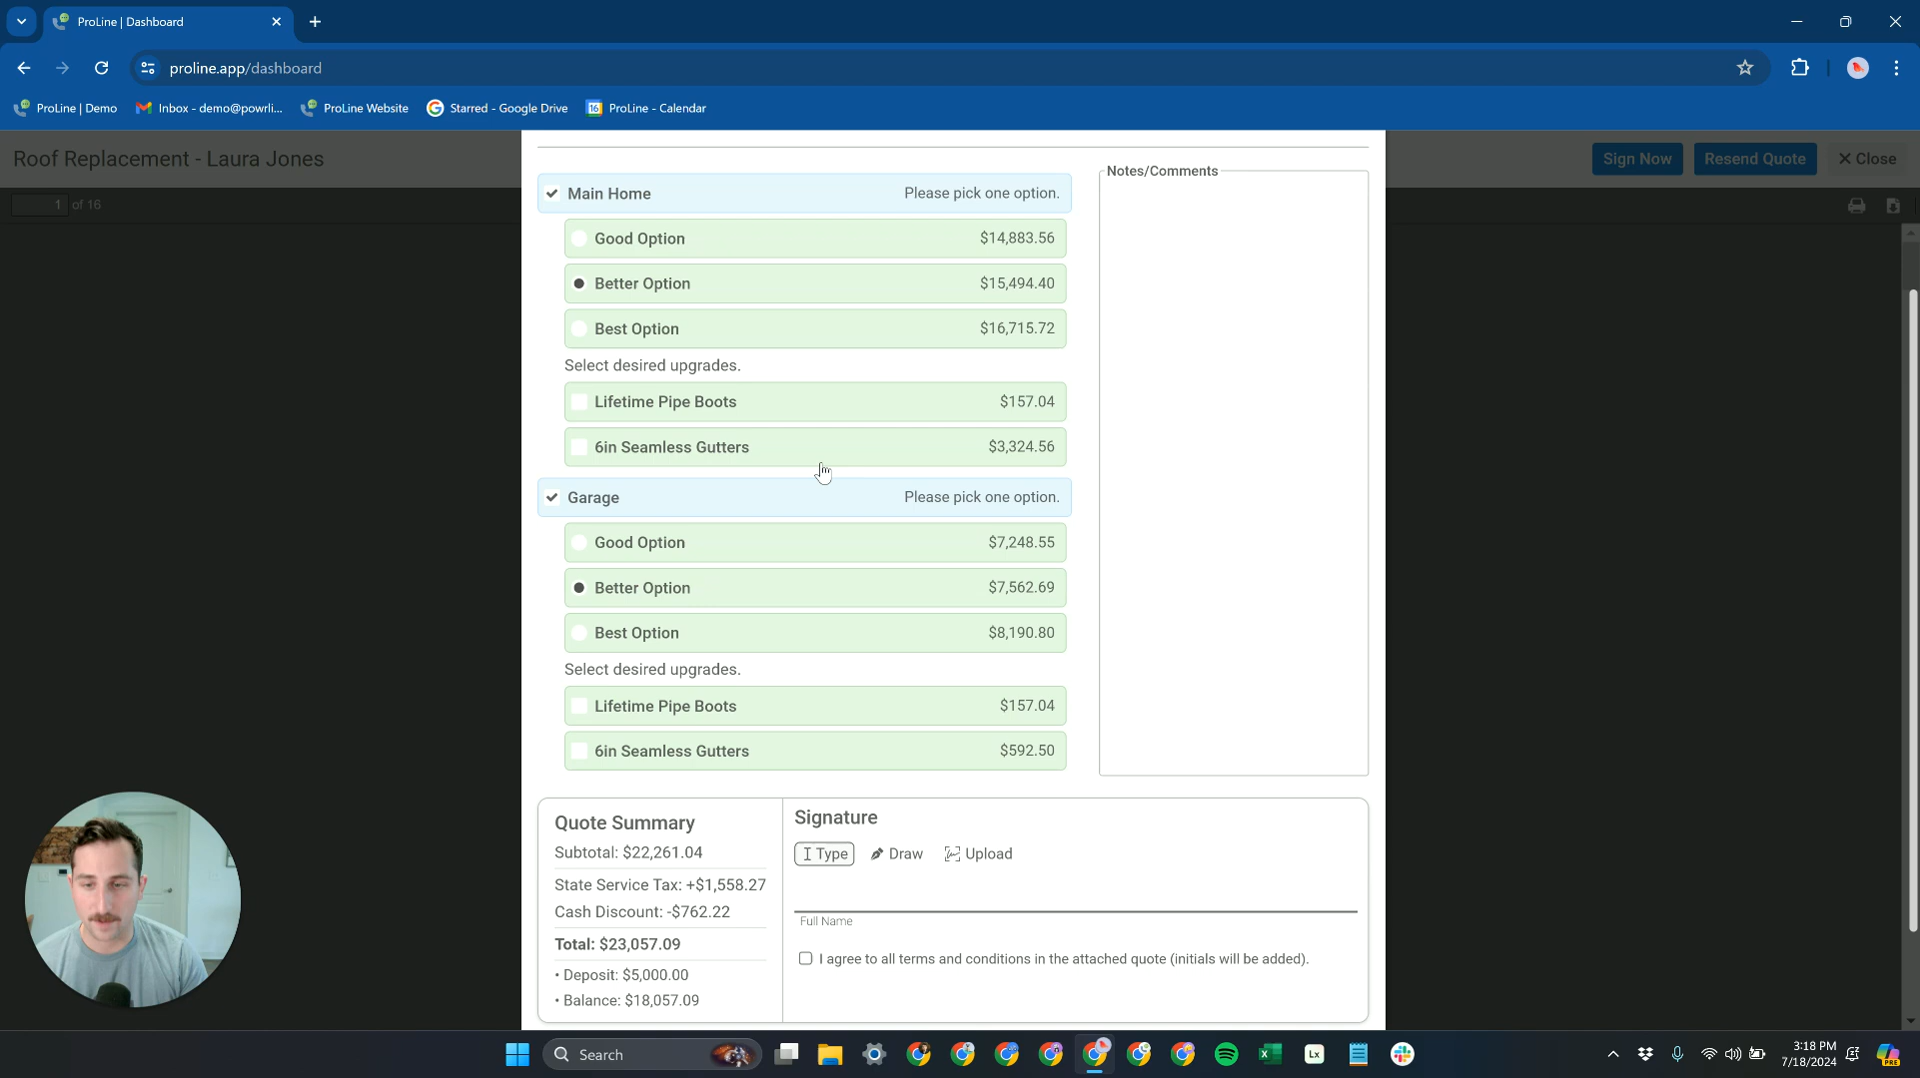 ProLine | Dashboard
proline.app/dashboard
ProLine | Demo
Inbox - demo@powrli...
ProLine Website
Starred - Google Drive
16
ProLine - Calendar
Roof Replacement - Laura Jones
Sign Now
Resend Quote
Close
1 of 16
Notes/Comments
Main Home Please pick one option.
Good Option $14,883.56
Better Option $15,494.40
Best Option $16,715.72
Select desired upgrades.
Lifetime Pipe Boots $157.04
6in Seamless Gutters $3,324.56
Garage Please pick one option.
Good Option $7,248.55
Better Option $7,562.69
Best Option $8,190.80
Select desired upgrades.
Lifetime Pipe Boots $157.04
6in Seamless Gutters $592.50
Quote Summary
Subtotal: $22,261.04
State Service Tax: +$1,558.27
Cash Discount: -$762.22
Total: $23,057.09
• Deposit: $5,000.00
• Balance: $18,057.09
Signature
Type
Draw
Upload
Full Name
I agree to all terms and conditions in the attached quote (initials will be added).
Search
Lx
3:18 PM
7/18/2024
PRE